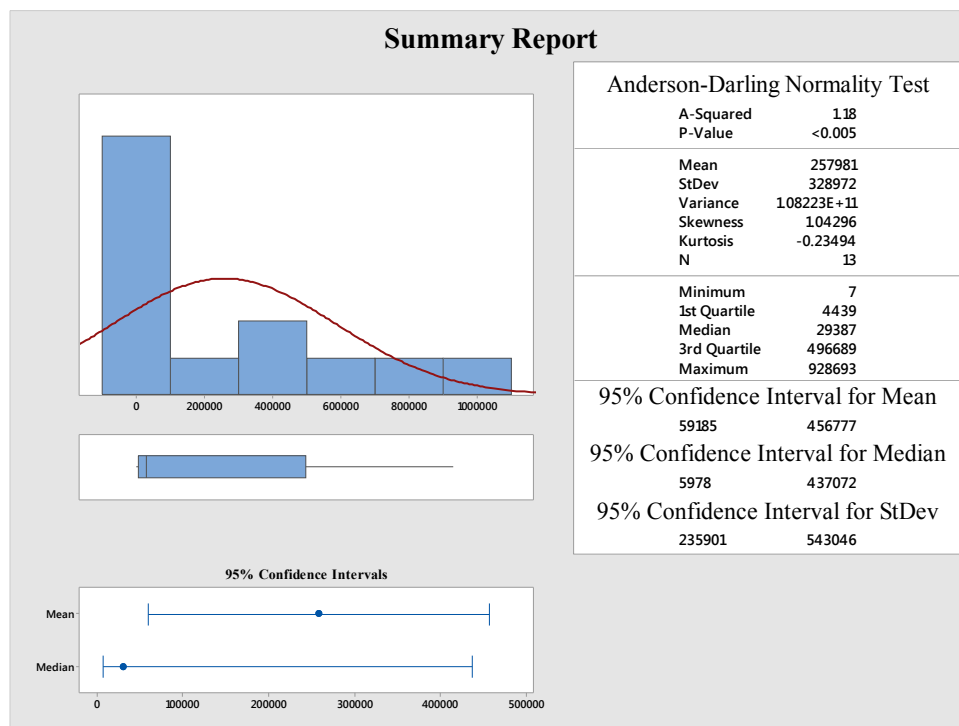 Summary Report
0 200000 400000 600000 800000 1000000
95% Confidence Intervals
Mean
Median
0 100000 200000 300000 400000 500000
Anderson-Darling Normality Test
A-Squared 1.18
P-Value <0.005
Mean 257981
StDev 328972
Variance 1.08223E+11
Skewness 1.04296
Kurtosis -0.23494
N 13
Minimum 7
1st Quartile 4439
Median 29387
3rd Quartile 496689
Maximum 928693
95% Confidence Interval for Mean
59185 456777
95% Confidence Interval for Median
5978 437072
95% Confidence Interval for StDev
235901 543046